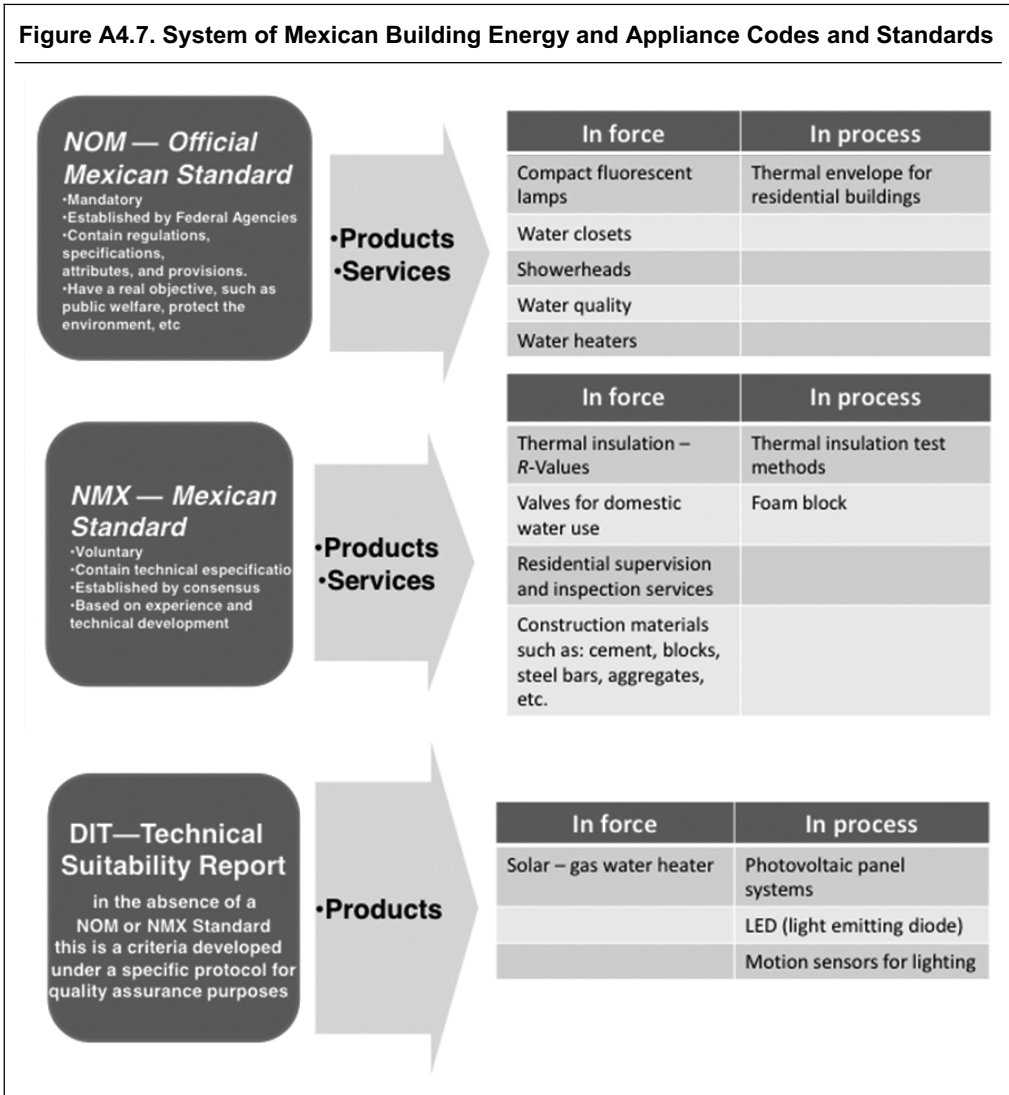 Figure A4.7. System of Mexican Building Energy and Appliance Codes and Standards
NOM — Official
Mexican Standard
•Mandatory
•Established by Federal Agencies
•Contain regulations,
specifications,
attributes, and provisions.
•Have a real objective, such as
public welfare, protect the
environment, etc
•Products
•Services
In force In process
Compact fluorescent Thermal envelope for
lamps residential buildings
Water closets
Showerheads
Water quality
Water heaters
NMX — Mexican
Standard
•Voluntary
•Contain technical especificatio
•Established by consensus
•Based on experience and
technical development
•Products
•Services
In force In process
Thermal insulation – Thermal insulation test
R-Values methods
Valves for domestic Foam block
water use
Residential supervision
and inspection services
Construction materials
such as: cement, blocks,
steel bars, aggregates,
etc.
DIT—Technical
Suitability Report
in the absence of a
NOM or NMX Standard
this is a criteria developed
under a specific protocol for
quality assurance purposes
•Products
In force In process
Solar – gas water heater Photovoltaic panel
systems
LED (light emitting diode)
Motion sensors for lighting